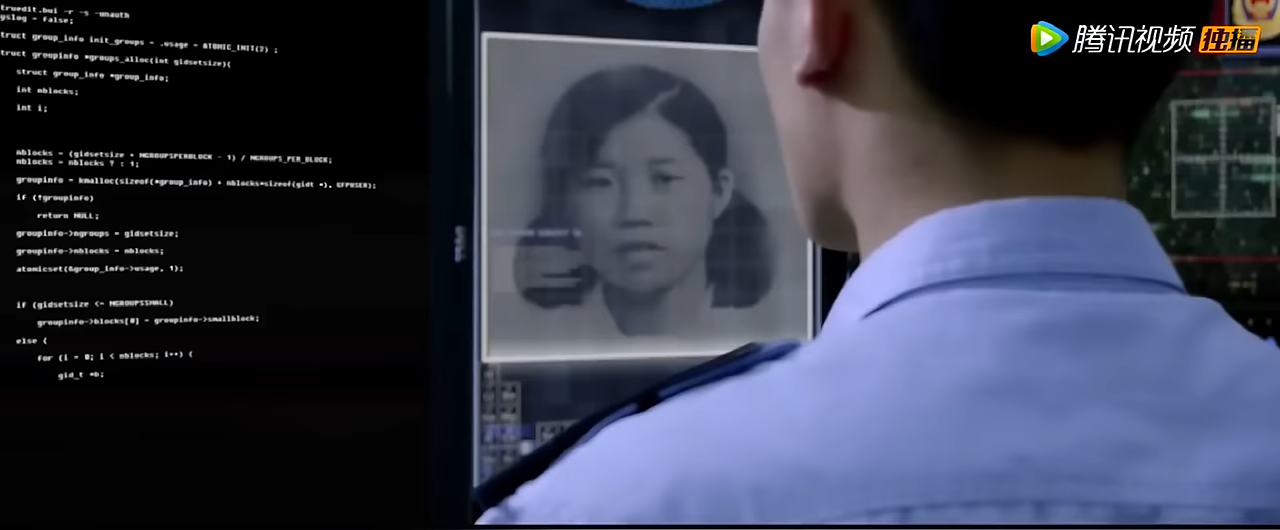 truedit.bui -r -s -unauth
yslog - false;
truct group_info init_groups - .usage - ATOMIC_INIT(2) ;
truct groupinfo *groups_alloc(int gidsetsize){
struct group_info *group_info;
int nblocks;
int i;
nblocks - (gidsetsize + NGROUPSPERBLOCK - 1) / NGROUPS_PER_BLOCK;
nblocks - nblocks ? : 1;
groupinfo - kmalloc(sizeof(*group_info) + nblocks*sizeof(gidt *), GFPUSER);
if (!groupinfo)
return NULL;
groupinfo->ngroups - gidsetsize;
groupinfo->nblocks - nblocks;
atomicset(&group_info->usage, 1);
if (gidsetsize <- NGROUPSSMALL)
groupinfo->blocks[0] - groupinfo->smallblock;
else {
for (i - 0; i < nblocks; i++) {
gid_t *b;
腾讯视频 独播